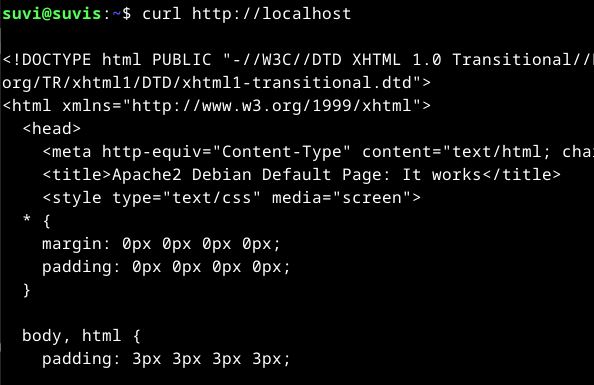 suvi@suvis:~$ curl http://localhost
<!DOCTYPE html PUBLIC "-//W3C//DTD XHTML 1.0 Transitional//
org/TR/xhtml1/DTD/xhtml1-transitional.dtd">
<html xmlns="http://www.w3.org/1999/xhtml">
  <head>
    <meta http-equiv="Content-Type" content="text/html; cha
    <title>Apache2 Debian Default Page: It works</title>
    <style type="text/css" media="screen">
  * {
    margin: 0px 0px 0px 0px;
    padding: 0px 0px 0px 0px;
  }
  body, html {
    padding: 3px 3px 3px 3px;